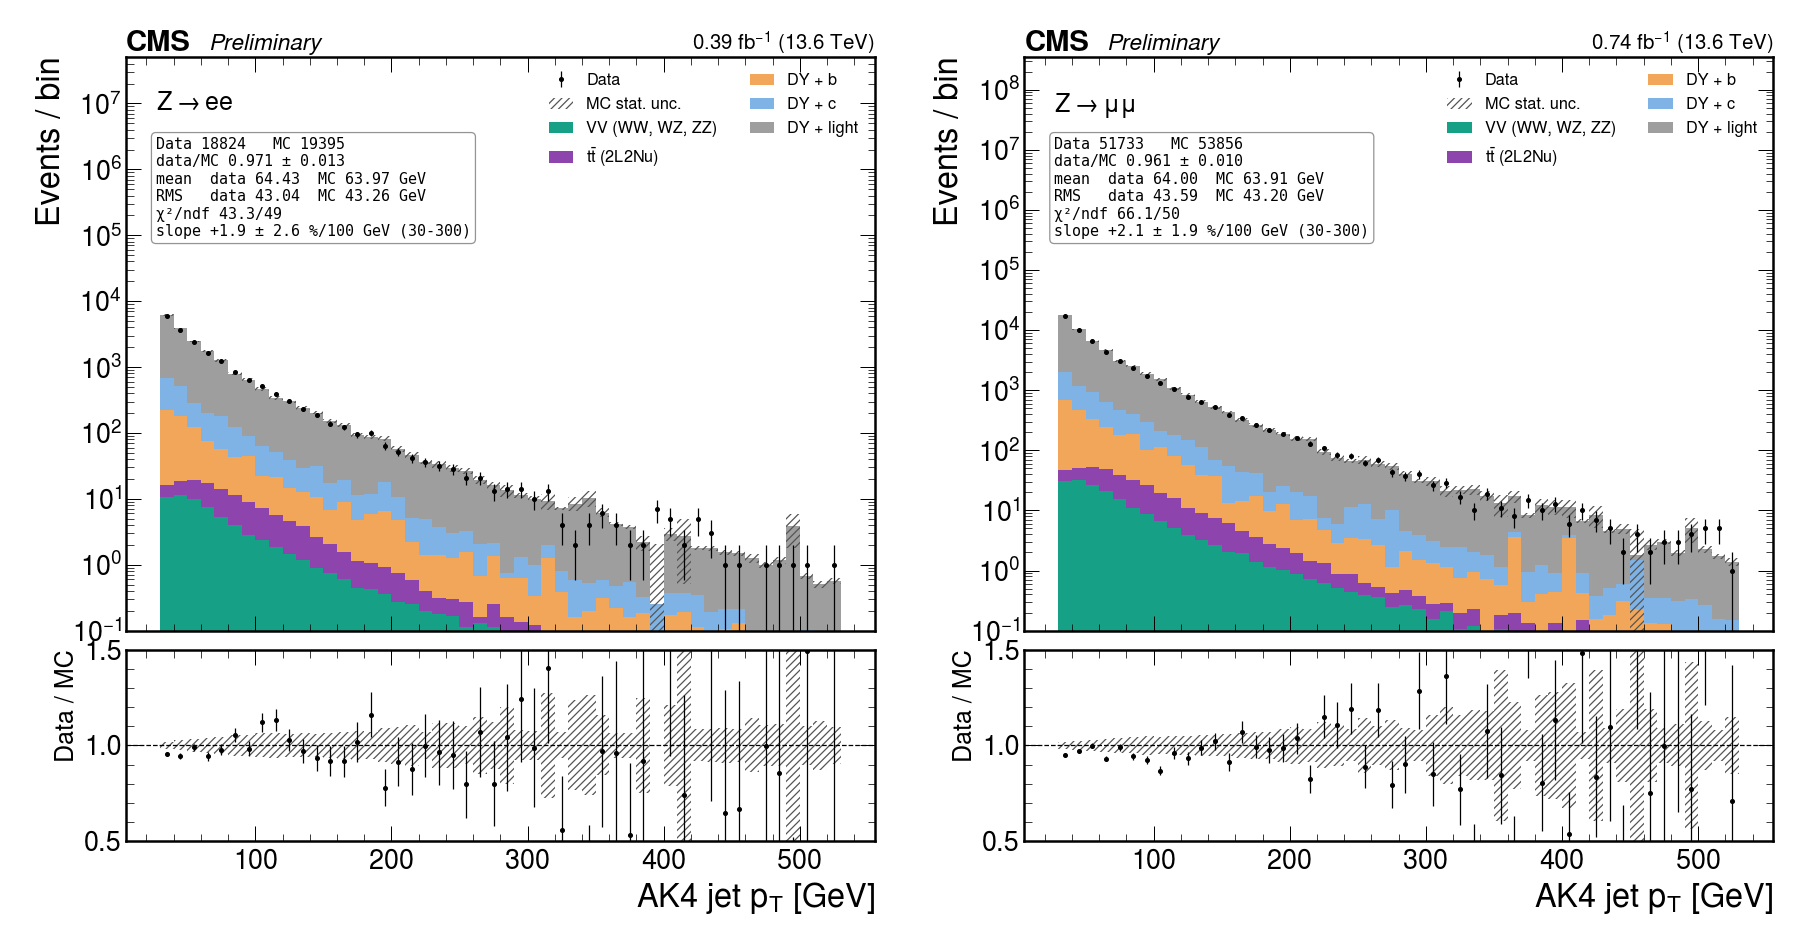 CMS Preliminary 0.39 fb⁻¹ (13.6 TeV)
Events / bin
Z→ee
Data 18824 MC 19395
data/MC 0.971 ± 0.013
mean data 64.43 MC 63.97 GeV
RMS data 43.04 MC 43.26 GeV
χ²/ndf 43.3/49
slope +1.9 ± 2.6 %/100 GeV (30-300)
Data
MC stat. unc.
VV (WW, WZ, ZZ)
tt̄ (2L2Nu)
DY + b
DY + c
DY + light
10⁷
10⁶
10⁵
10⁴
10³
10²
10¹
10⁰
10⁻¹
Data / MC
1.5
1.0
0.5
100 200 300 400 500
AK4 jet p_T [GeV]
CMS Preliminary 0.74 fb⁻¹ (13.6 TeV)
Events / bin
Z→μμ
Data 51733 MC 53856
data/MC 0.961 ± 0.010
mean data 64.00 MC 63.91 GeV
RMS data 43.59 MC 43.20 GeV
χ²/ndf 66.1/50
slope +2.1 ± 1.9 %/100 GeV (30-300)
Data
MC stat. unc.
VV (WW, WZ, ZZ)
tt̄ (2L2Nu)
DY + b
DY + c
DY + light
10⁸
10⁷
10⁶
10⁵
10⁴
10³
10²
10¹
10⁰
10⁻¹
Data / MC
1.5
1.0
0.5
100 200 300 400 500
AK4 jet p_T [GeV]